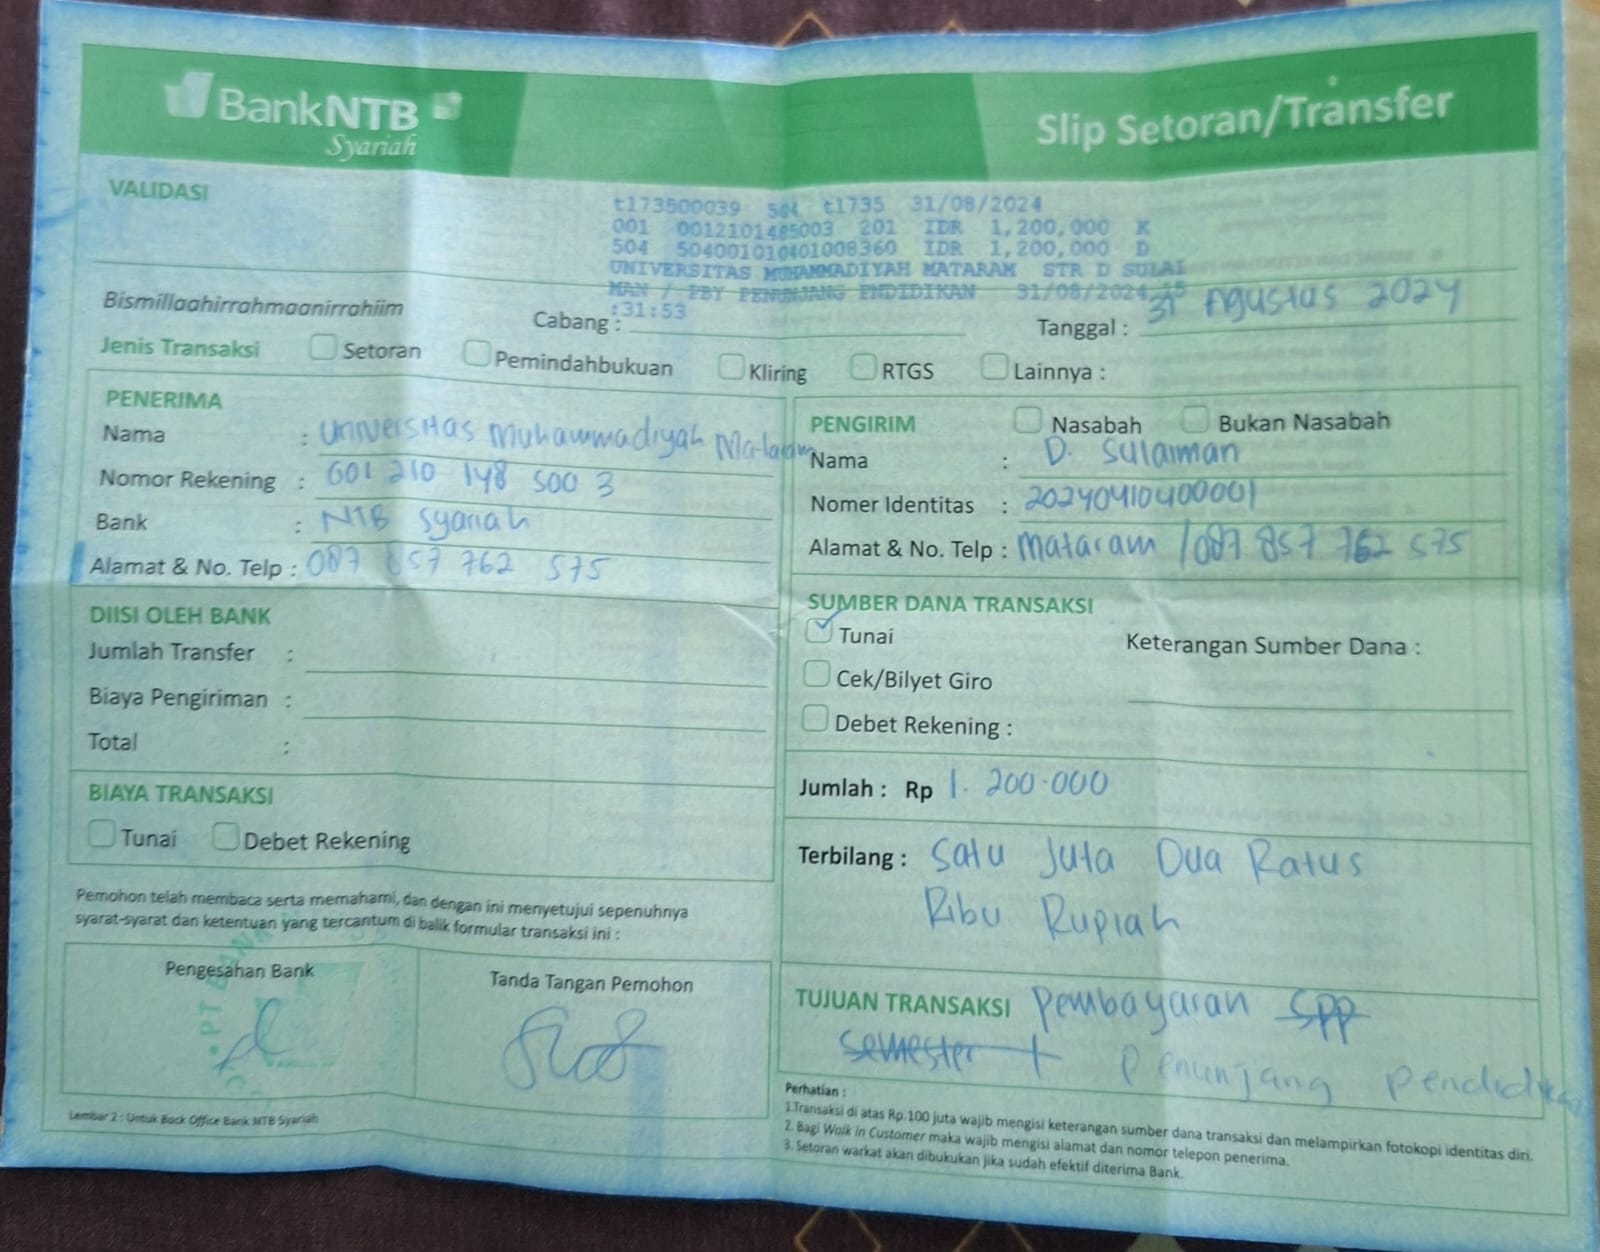 BankNTB
Syariah
Slip Setoran/Transfer
VALIDASI
t173500039 504 t1735 31/08/2024
001 0012101485003 201 IDR 1,200,000 K
504 504001010401008360 IDR 1,200,000 D
UNIVERSITAS MUHAMMADIYAH MATARAM STR D SULAI
MAN / PBY PENUNJANG PNDIDIKAN 31/08/2024 15
:31:53
Bismillaahirrahmaanirrahiim
Cabang :
Tanggal : 31 Agustus 2024
Jenis Transaksi Setoran Pemindahbukuan Kliring RTGS Lainnya :
PENERIMA
Nama : Universitas Muhammadiyah Mataram
Nomor Rekening : 001 210 148 500 3
Bank : NTB Syariah
Alamat & No. Telp : 087 857 762 575
PENGIRIM Nasabah Bukan Nasabah
Nama : D. Sulaiman
Nomer Identitas : 20240410400001
Alamat & No. Telp : Mataram / 087 857 762 575
DIISI OLEH BANK
Jumlah Transfer :
Biaya Pengiriman :
Total :
SUMBER DANA TRANSAKSI
Tunai
Keterangan Sumber Dana :
Cek/Bilyet Giro
Debet Rekening :
BIAYA TRANSAKSI
Tunai Debet Rekening
Jumlah : Rp 1.200.000
Terbilang : Satu Juta Dua Ratus
Ribu Rupiah
Pemohon telah membaca serta memahami, dan dengan ini menyetujui sepenuhnya
syarat-syarat dan ketentuan yang tercantum di balik formular transaksi ini :
Pengesahan Bank
PT BANK
Tanda Tangan Pemohon
TUJUAN TRANSAKSI Pembayaran SPP
semester + Penunjang Pendidikan
Lembar 2 : Untuk Back Office Bank NTB Syariah
Perhatian :
1.Transaksi di atas Rp.100 juta wajib mengisi keterangan sumber dana transaksi dan melampirkan fotokopi identitas diri.
2. Bagi Walk in Customer maka wajib mengisi alamat dan nomor telepon penerima.
3. Setoran warkat akan dibukukan jika sudah efektif diterima Bank.